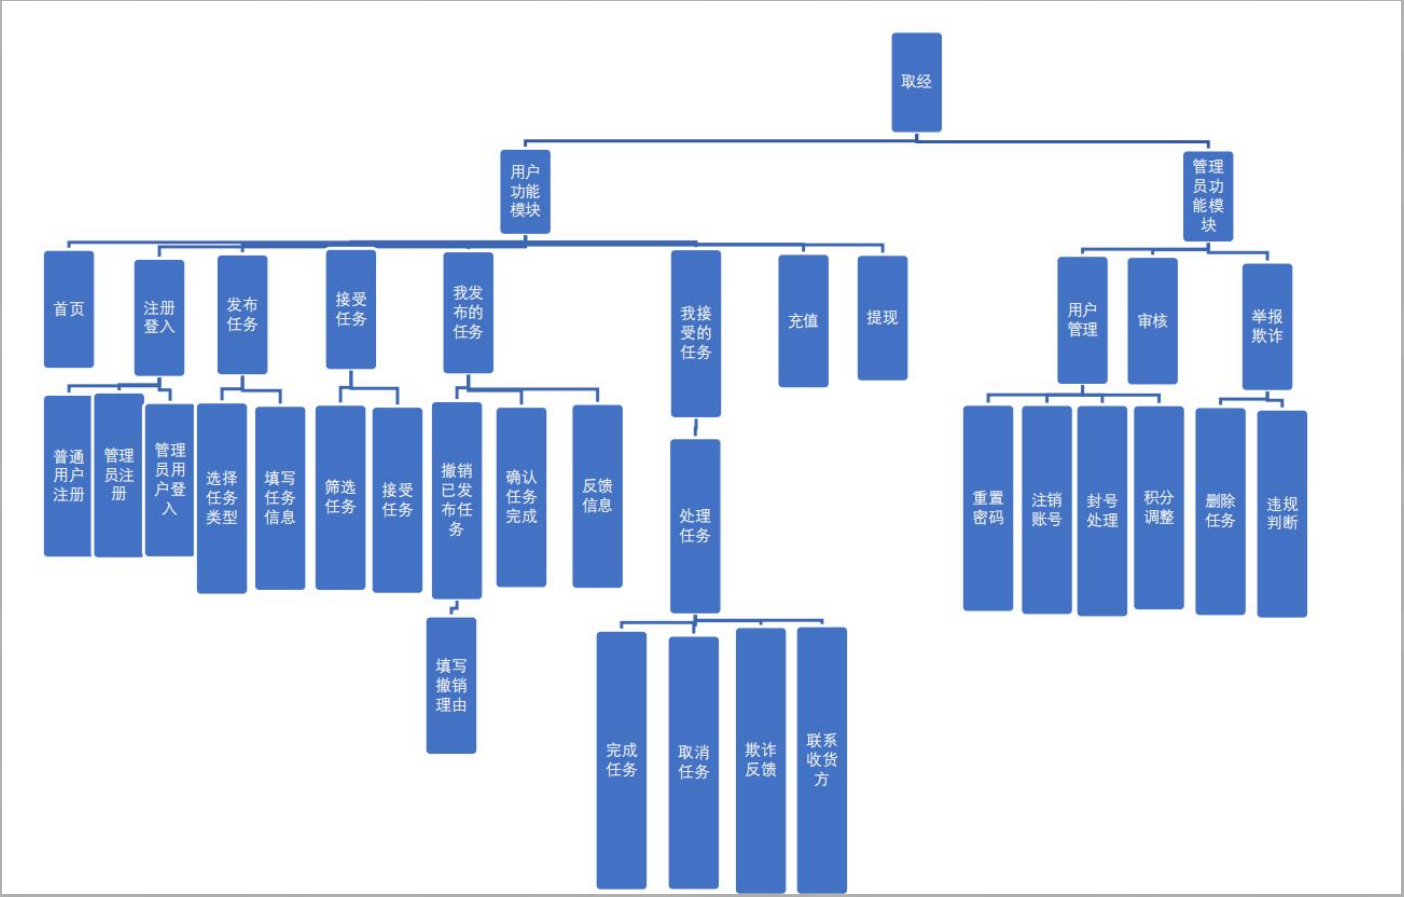 取经
用户
功能
模块
管理
员功
能模
块
首页
注册
登入
发布
任务
接受
任务
我发
布的
任务
我接
受的
任务
充值
提现
用户
管理
审核
举报
欺诈
普通
用户
注册
管理
员注
册
管理
员用
户登
入
选择
任务
类型
填写
任务
信息
筛选
任务
接受
任务
撤销
已发
布任
务
确认
任务
完成
反馈
信息
处理
任务
重置
密码
注销
账号
封号
处理
积分
调整
删除
任务
违规
判断
填写
撤销
理由
完成
任务
取消
任务
欺诈
反馈
联系
收货
方